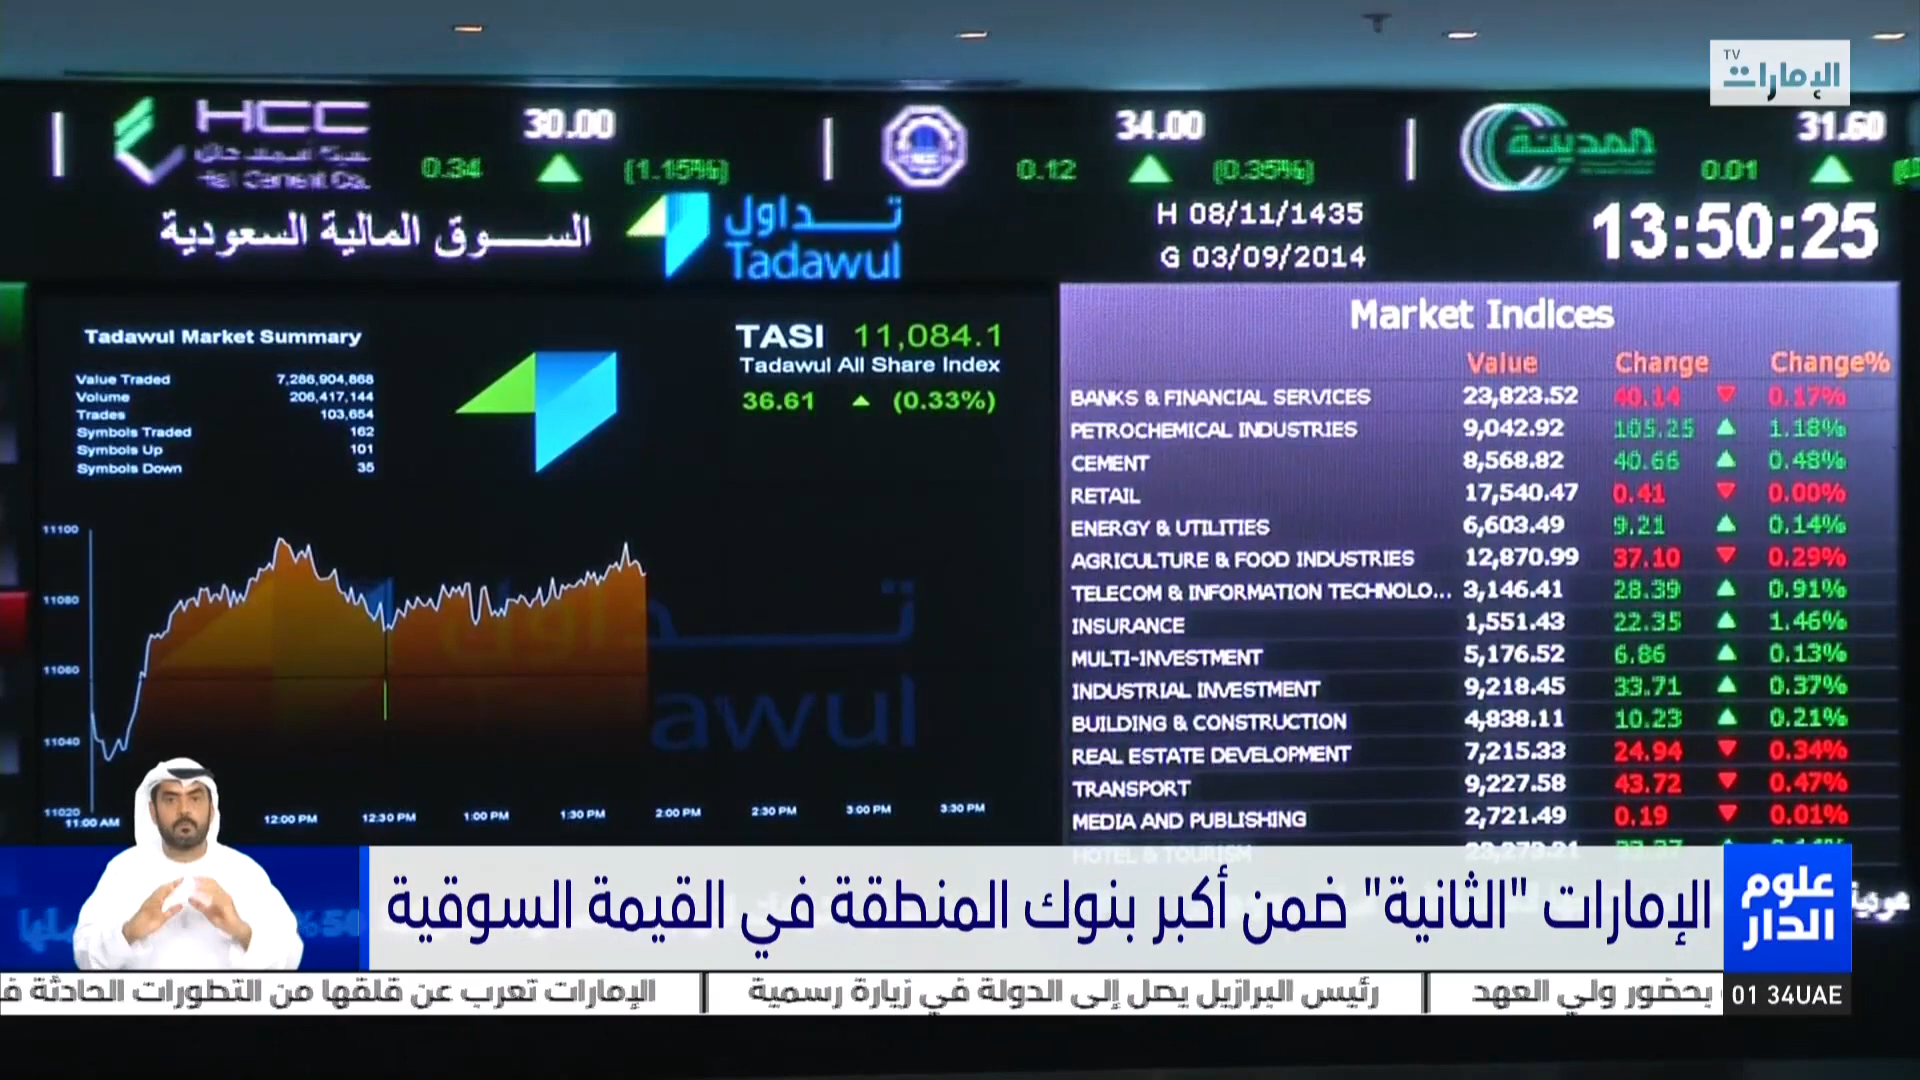 TV
الإمارات
HCC
Hail Cement Co.
30.00
0.34
(1.15%)
34.00
0.12
(0.35%)
المدينة
31.60
0.01
السوق المالية السعودية
تداول
Tadawul
H 08/11/1435
G 03/09/2014
13:50:25
Tadawul Market Summary
Value Traded 7,286,904,868
Volume 206,417,144
Trades 103,654
Symbols Traded 162
Symbols Up 101
Symbols Down 35
TASI 11,084.1
Tadawul All Share Index
36.61 (0.33%)
11100
11080
11060
11040
11020
11:00 AM 12:00 PM 12:30 PM 1:00 PM 1:30 PM 2:00 PM 2:30 PM 3:00 PM 3:30 PM
تداول
awul
Market Indices
Value Change Change%
BANKS & FINANCIAL SERVICES 23,823.52 40.14 0.17%
PETROCHEMICAL INDUSTRIES 9,042.92 105.25 1.18%
CEMENT 8,568.82 40.66 0.48%
RETAIL 17,540.47 0.41 0.00%
ENERGY & UTILITIES 6,603.49 9.21 0.14%
AGRICULTURE & FOOD INDUSTRIES 12,870.99 37.10 0.29%
TELECOM & INFORMATION TECHNOLO... 3,146.41 28.39 0.91%
INSURANCE 1,551.43 22.35 1.46%
MULTI-INVESTMENT 5,176.52 6.86 0.13%
INDUSTRIAL INVESTMENT 9,218.45 33.71 0.37%
BUILDING & CONSTRUCTION 4,838.11 10.23 0.21%
REAL ESTATE DEVELOPMENT 7,215.33 24.94 0.34%
TRANSPORT 9,227.58 43.72 0.47%
MEDIA AND PUBLISHING 2,721.49 0.19 0.01%
HOTEL & TOURISM
علوم الدار
الإمارات "الثانية" ضمن أكبر بنوك المنطقة في القيمة السوقية
بحضور ولي العهد | رئيس البرازيل يصل إلى الدولة في زيارة رسمية | الإمارات تعرب عن قلقها من التطورات الحادثة
01 34UAE